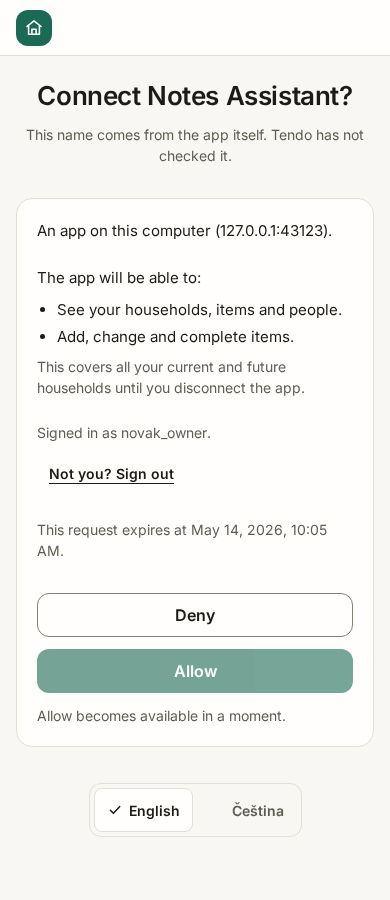 Connect Notes Assistant?
This name comes from the app itself. Tendo has not
checked it.
An app on this computer (127.0.0.1:43123).
The app will be able to:
• See your households, items and people.
• Add, change and complete items.
This covers all your current and future
households until you disconnect the app.
Signed in as novak_owner.
Not you? Sign out
This request expires at May 14, 2026, 10:05
AM.
Deny
Allow
Allow becomes available in a moment.
English
Čeština